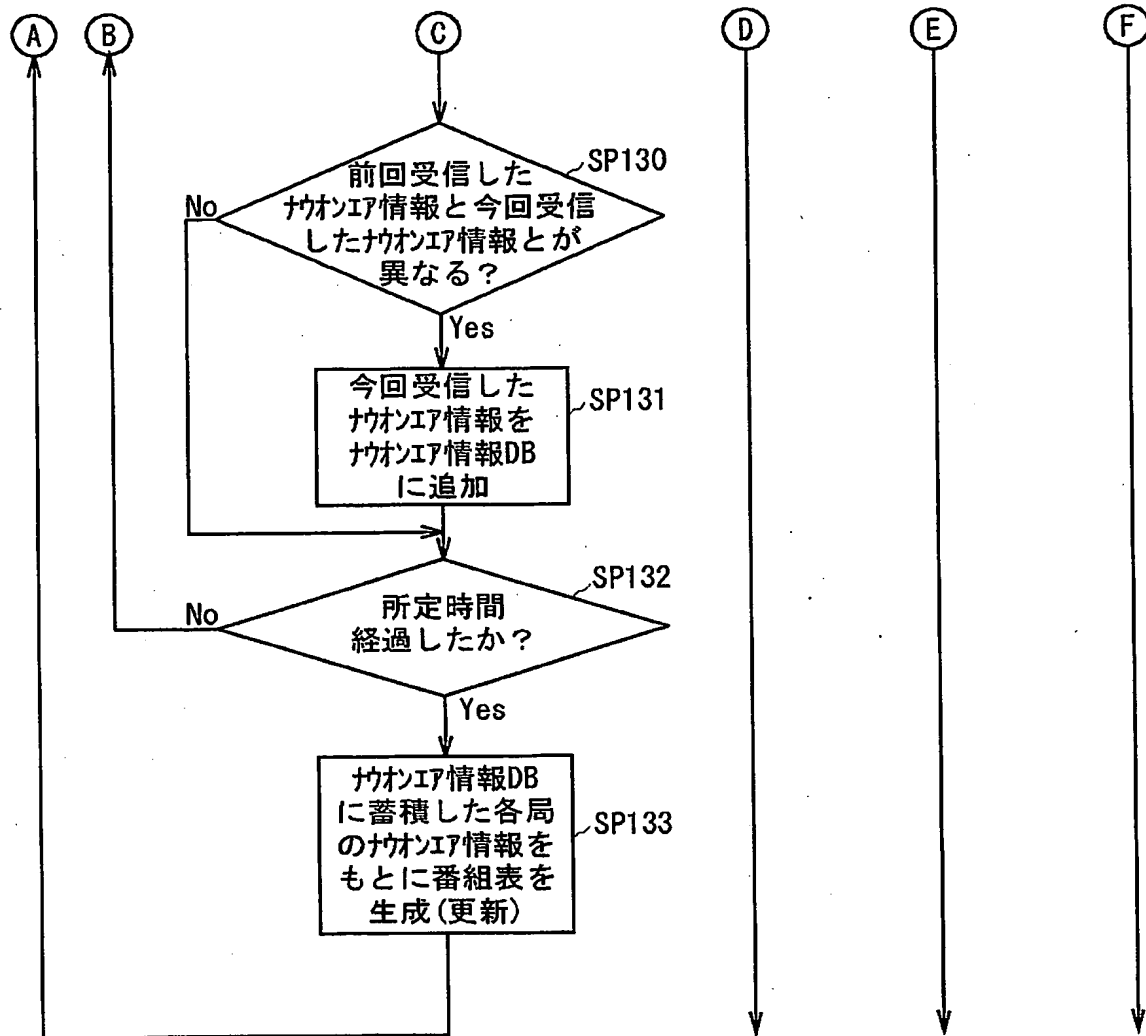 A B C D E F
SP130
前回受信した
ﾅｳｵﾝｴｱ情報と今回受信
したﾅｳｵﾝｴｱ情報とが
異なる？
No
Yes
今回受信した
ﾅｳｵﾝｴｱ情報を
ﾅｳｵﾝｴｱ情報DB
に追加
SP131
SP132
所定時間
経過したか？
No
Yes
ﾅｳｵﾝｴｱ情報DB
に蓄積した各局
のﾅｳｵﾝｴｱ情報を
もとに番組表を
生成(更新)
SP133